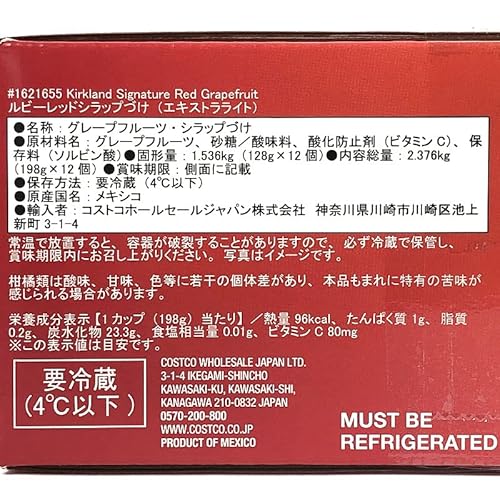 #1621655 Kirkland Signature Red Grapefruit
ルビーレッドシラップづけ（エキストラライト）
●名称：グレープフルーツ・シラップづけ
●原材料名：グレープフルーツ、砂糖／酸味料、酸化防止剤（ビタミンC）、保
存料（ソルビン酸）●固形量：1.536kg（128g×12個）●内容総量：2.376kg
（198g×12個）●賞味期限：側面に記載
●保存方法：要冷蔵（4℃以下）
●原産国名：メキシコ
●輸入者：コストコホールセールジャパン株式会社 神奈川県川崎市川崎区池上
新町3-1-4
常温で放置すると、容器が破裂することがありますので、必ず冷蔵で保管し、
賞味期限内にお召し上がりください。写真はイメージです。
柑橘類は酸味、甘味、色等に若干の個体差があり、本品もまれに特有の苦味が
感じられる場合があります。
栄養成分表示【1カップ（198g）当たり】／熱量 96kcal、たんぱく質 1g、脂質
0.2g、炭水化物 23.3g、食塩相当量 0.01g、ビタミンC 80mg
※この表示値は目安です。
要冷蔵
（4℃以下）
COSTCO WHOLESALE JAPAN LTD.
3-1-4 IKEGAMI-SHINCHO
KAWASAKI-KU, KAWASAKI-SHI,
KANAGAWA 210-0832 JAPAN
0570-200-800
WWW.COSTCO.CO.JP
PRODUCT OF MEXICO
MUST BE
REFRIGERATED